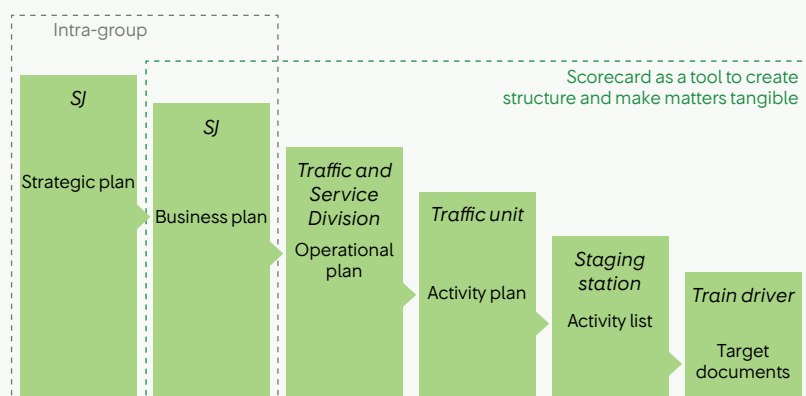 Intra-group
Scorecard as a tool to create
structure and make matters tangible
SJ
Strategic plan
SJ
Business plan
Traffic and
Service
Division
Operational
plan
Traffic unit
Activity plan
Staging
station
Activity list
Train driver
Target
documents